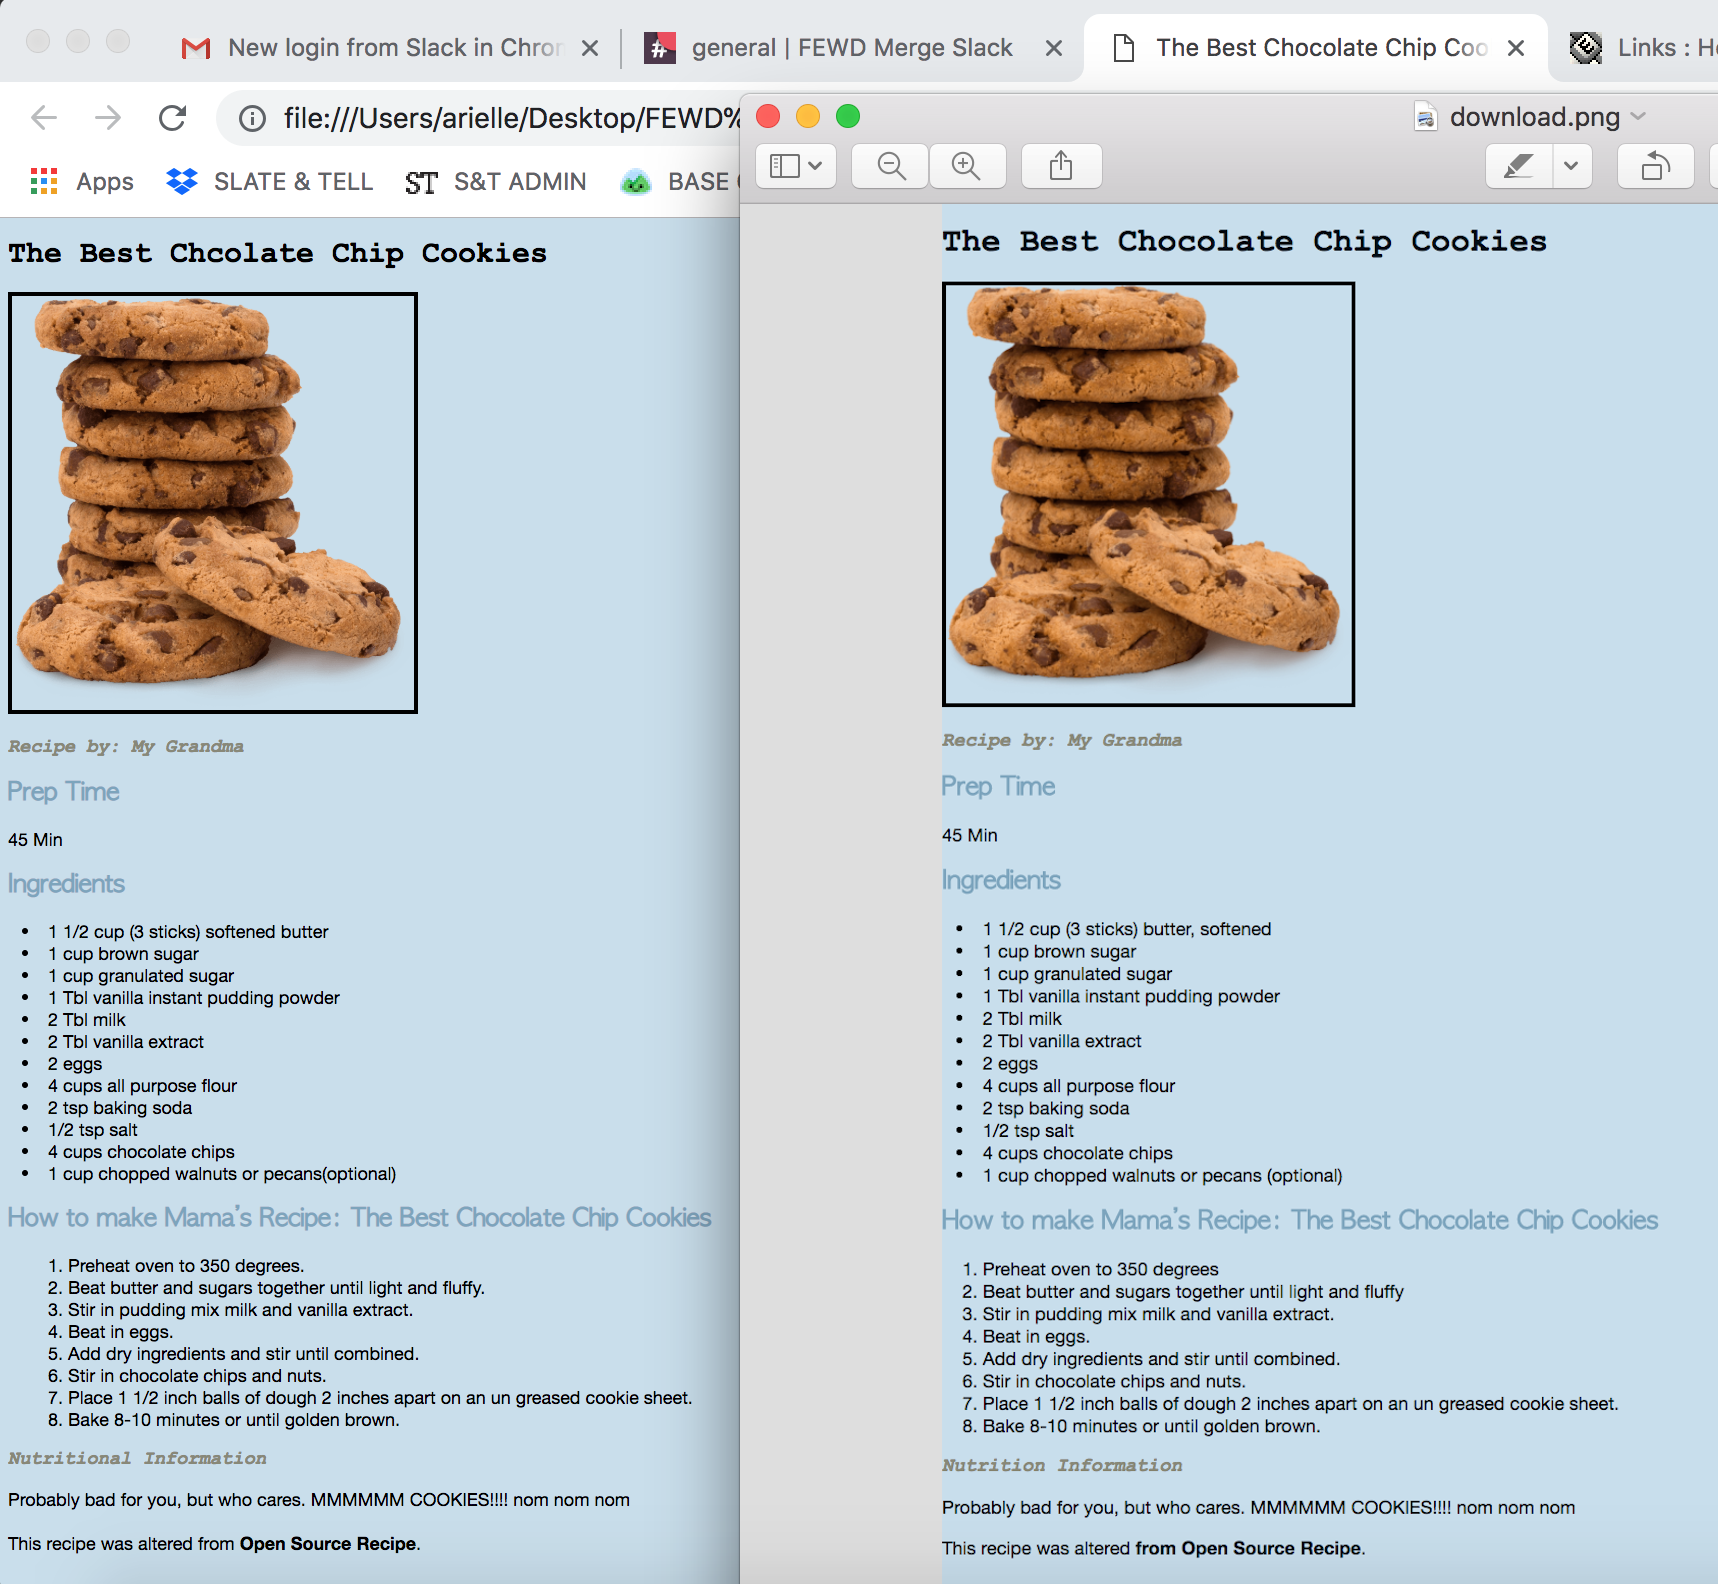 New login from Slack in Chror
general | FEWD Merge Slack
The Best Chocolate Chip Coo
Links : H
file:///Users/arielle/Desktop/FEWD%
Apps
SLATE & TELL
ST
S&T ADMIN
BASE
The Best Chcolate Chip Cookies
Recipe by: My Grandma
Prep Time
45 Min
Ingredients
• 1 1/2 cup (3 sticks) softened butter
• 1 cup brown sugar
• 1 cup granulated sugar
• 1 Tbl vanilla instant pudding powder
• 2 Tbl milk
• 2 Tbl vanilla extract
• 2 eggs
• 4 cups all purpose flour
• 2 tsp baking soda
• 1/2 tsp salt
• 4 cups chocolate chips
• 1 cup chopped walnuts or pecans(optional)
How to make Mama's Recipe: The Best Chocolate Chip Cookies
1. Preheat oven to 350 degrees.
2. Beat butter and sugars together until light and fluffy.
3. Stir in pudding mix milk and vanilla extract.
4. Beat in eggs.
5. Add dry ingredients and stir until combined.
6. Stir in chocolate chips and nuts.
7. Place 1 1/2 inch balls of dough 2 inches apart on an un greased cookie sheet.
8. Bake 8-10 minutes or until golden brown.
Nutritional Information
Probably bad for you, but who cares. MMMMMM COOKIES!!!! nom nom nom
This recipe was altered from Open Source Recipe.
download.png
The Best Chocolate Chip Cookies
Recipe by: My Grandma
Prep Time
45 Min
Ingredients
• 1 1/2 cup (3 sticks) butter, softened
• 1 cup brown sugar
• 1 cup granulated sugar
• 1 Tbl vanilla instant pudding powder
• 2 Tbl milk
• 2 Tbl vanilla extract
• 2 eggs
• 4 cups all purpose flour
• 2 tsp baking soda
• 1/2 tsp salt
• 4 cups chocolate chips
• 1 cup chopped walnuts or pecans (optional)
How to make Mama's Recipe: The Best Chocolate Chip Cookies
1. Preheat oven to 350 degrees
2. Beat butter and sugars together until light and fluffy
3. Stir in pudding mix milk and vanilla extract.
4. Beat in eggs.
5. Add dry ingredients and stir until combined.
6. Stir in chocolate chips and nuts.
7. Place 1 1/2 inch balls of dough 2 inches apart on an un greased cookie sheet.
8. Bake 8-10 minutes or until golden brown.
Nutrition Information
Probably bad for you, but who cares. MMMMMM COOKIES!!!! nom nom nom
This recipe was altered from Open Source Recipe.